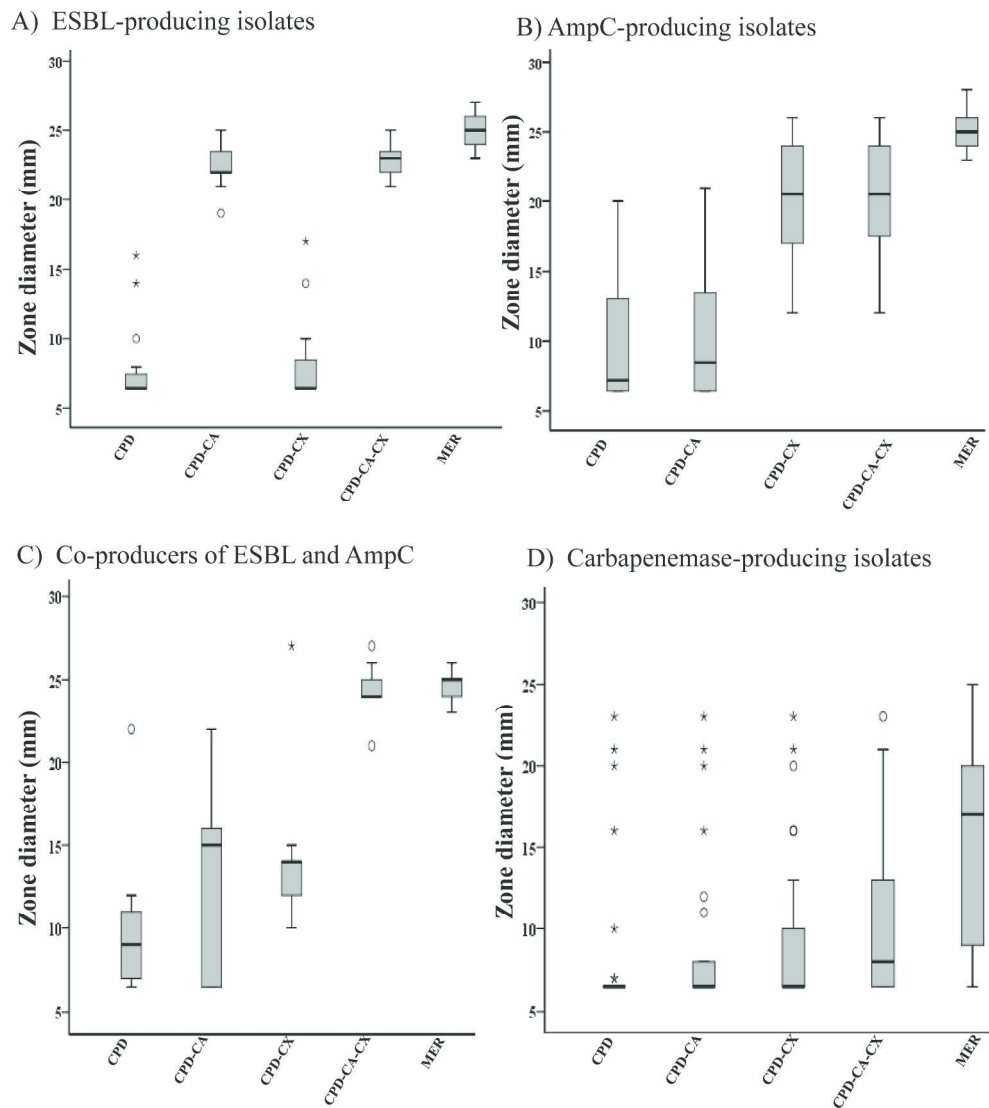 A) ESBL-producing isolates
Zone diameter (mm)
30
25
20
15
10
5
CPD
CPD-CA
CPD-CX
CPD-CA-CX
MER
B) AmpC-producing isolates
Zone diameter (mm)
30
25
20
15
10
5
CPD
CPD-CA
CPD-CX
CPD-CA-CX
MER
C) Co-producers of ESBL and AmpC
Zone diameter (mm)
30
25
20
15
10
5
CPD
CPD-CA
CPD-CX
CPD-CA-CX
MER
D) Carbapenemase-producing isolates
Zone diameter (mm)
30
25
20
15
10
5
CPD
CPD-CA
CPD-CX
CPD-CA-CX
MER